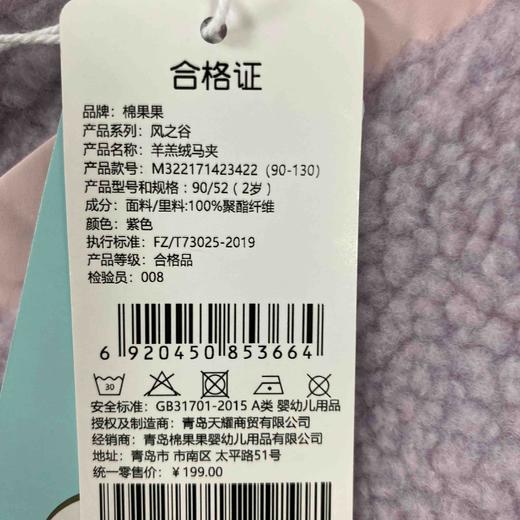 合格证
品牌：棉果果
产品系列：风之谷
产品名称：羊羔绒马夹
产品款号：M322171423422（90-130）
产品型号和规格：90/52（2岁）
成分：面料/里料:100%聚酯纤维
颜色：紫色
执行标准：FZ/T73025-2019
产品等级：合格品
检验员：008
6 920450 853664
30
安全标准：GB31701-2015 A类 婴幼儿用品
授权及制造商：青岛天耀商贸有限公司
经销商：青岛棉果果婴幼儿用品有限公司
地址：青岛市 市南区 太平路51号
统一零售价：￥199.00